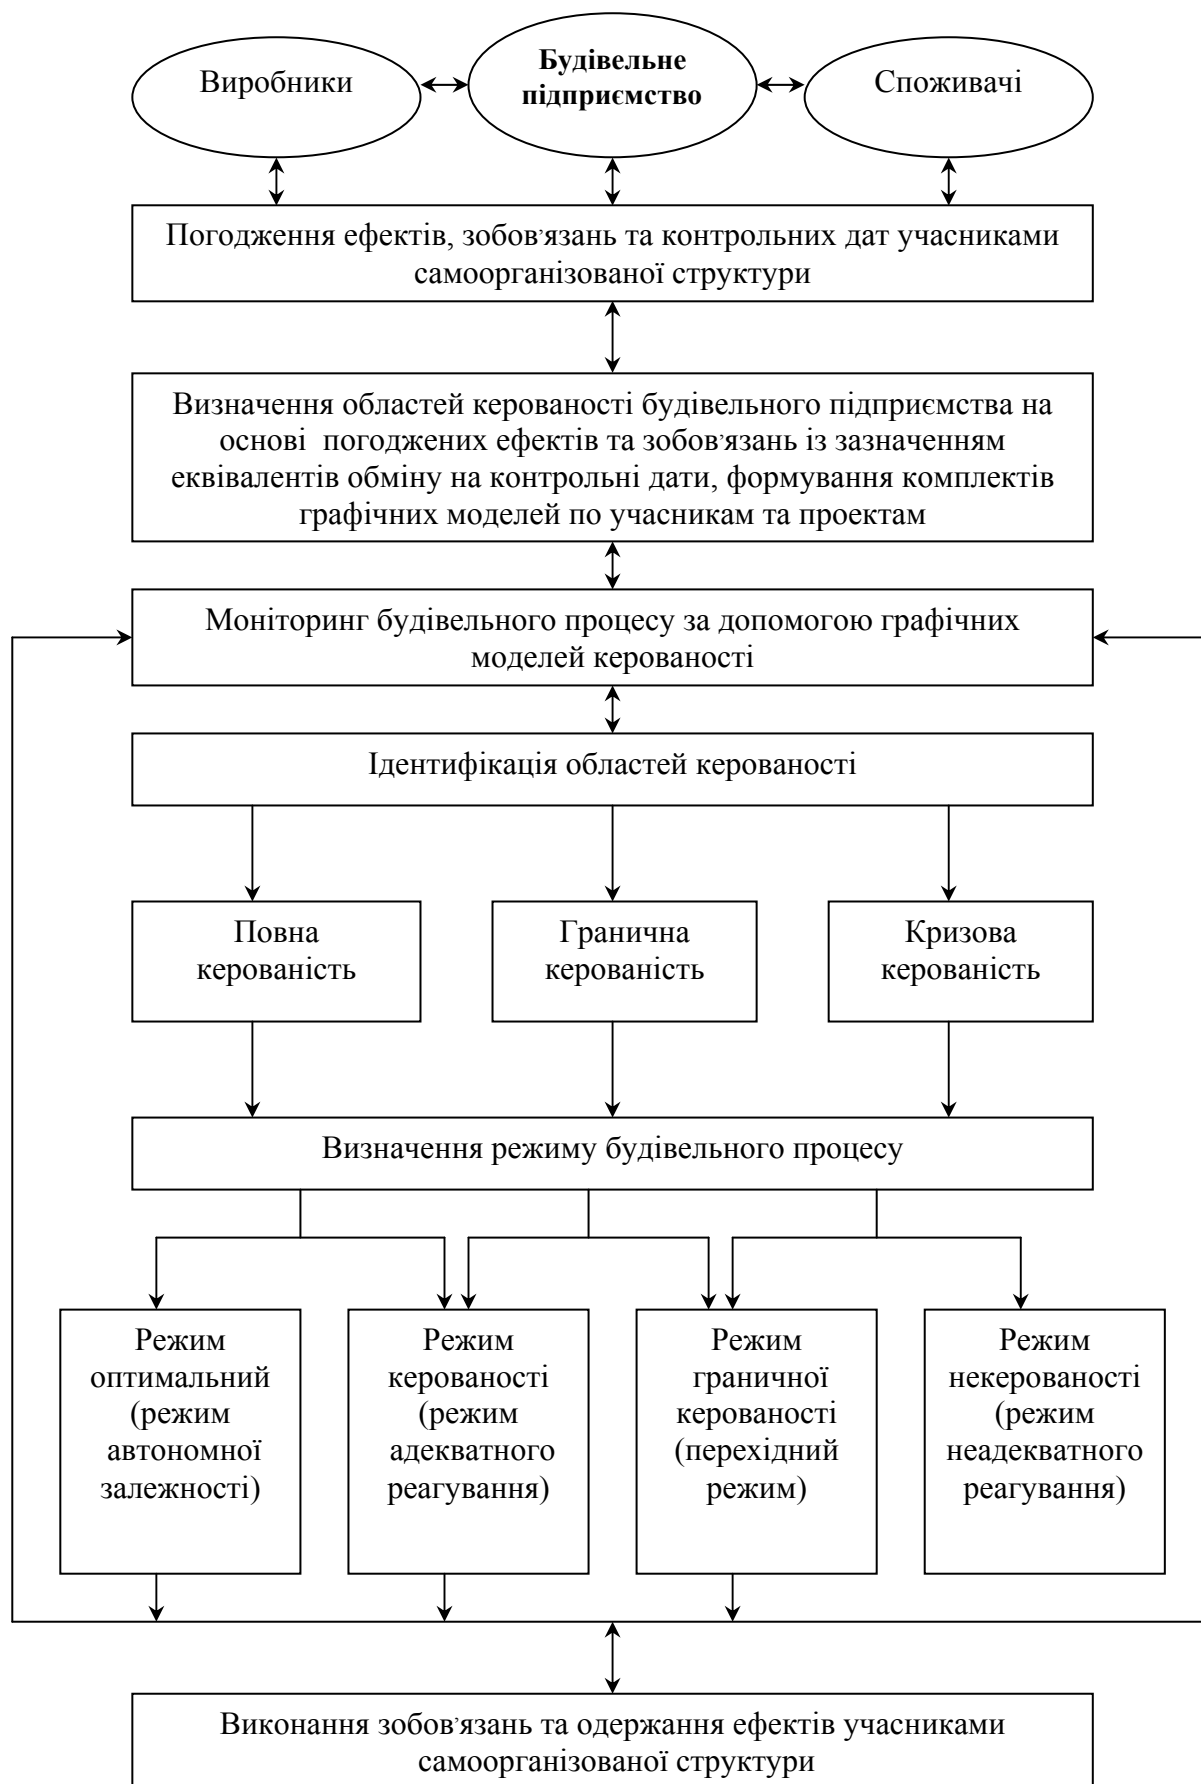 Виробники
Будівельне
підприємство
Споживачі
Погодження ефектів, зобов’язань та контрольних дат учасниками
самоорганізованої структури
Визначення областей керованості будівельного підприємства на
основі погоджених ефектів та зобов’язань із зазначенням
еквівалентів обміну на контрольні дати, формування комплектів
графічних моделей по учасникам та проектам
Моніторинг будівельного процесу за допомогою графічних
моделей керованості
Ідентифікація областей керованості
Повна
керованість
Гранична
керованість
Кризова
керованість
Визначення режиму будівельного процесу
Режим
оптимальний
(режим
автономної
залежності)
Режим
керованості
(режим
адекватного
реагування)
Режим
граничної
керованості
(перехідний
режим)
Режим
некерованості
(режим
неадекватного
реагування)
Виконання зобов’язань та одержання ефектів учасниками
самоорганізованої структури